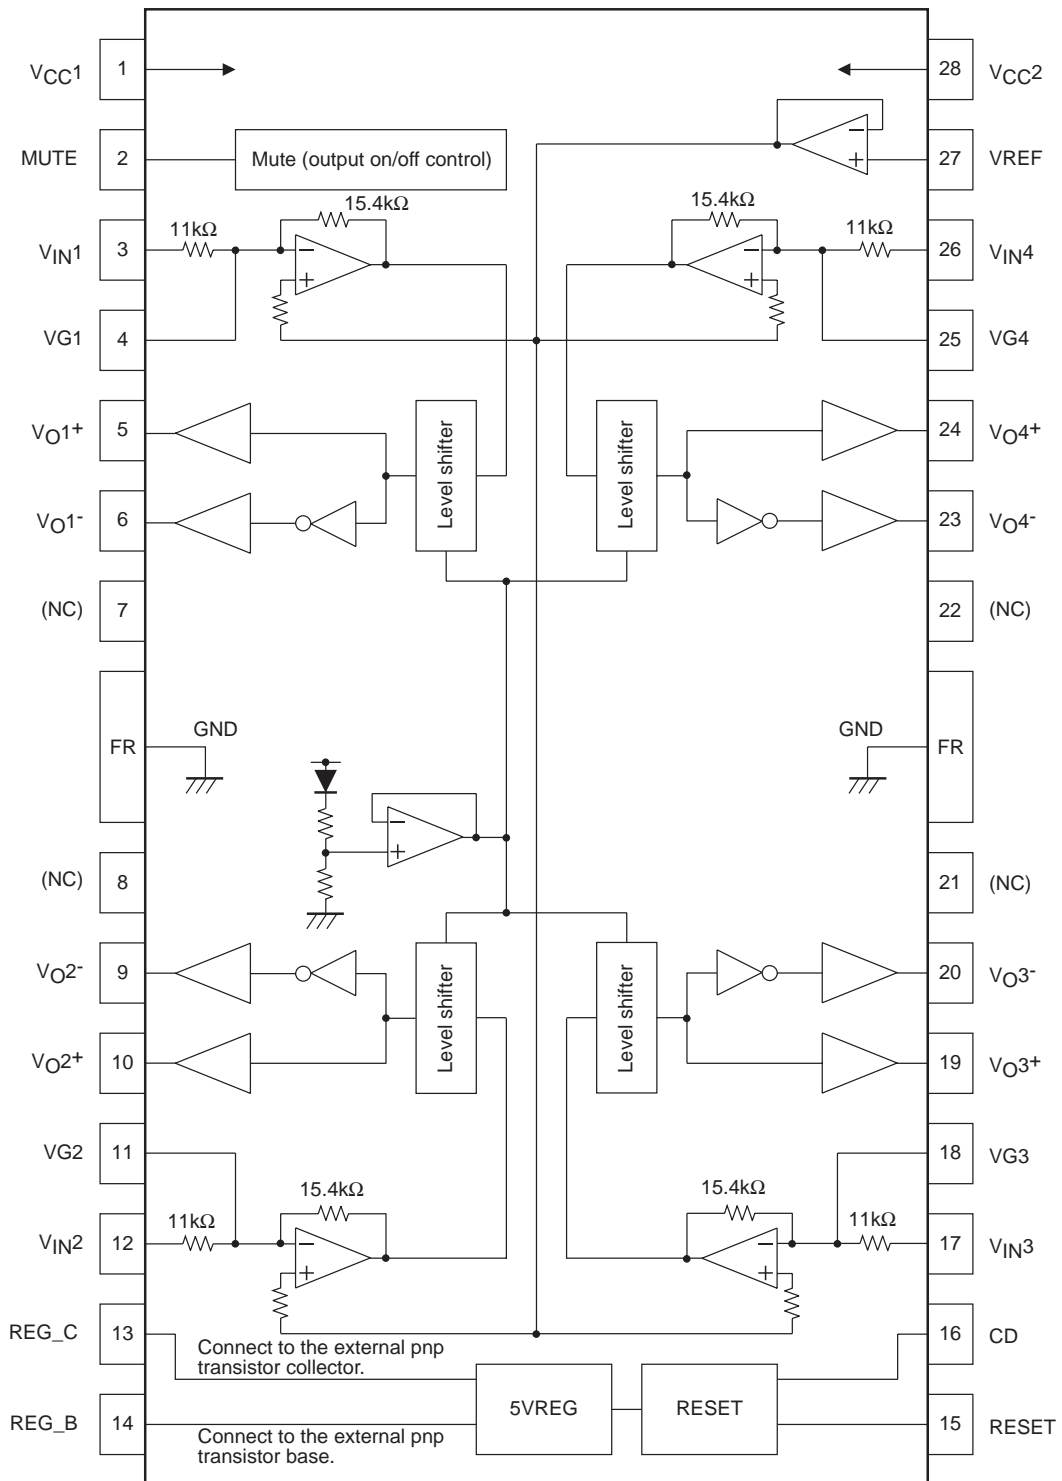 VCC1 1
28 VCC2
MUTE 2 Mute (output on/off control)
27 VREF
− +
VIN1 3 11kΩ 15.4kΩ − +
15.4kΩ 11kΩ 26 VIN4
− +
VG1 4
25 VG4
VO1+ 5
Level shifter
Level shifter
24 VO4+
VO1- 6
23 VO4-
(NC) 7
22 (NC)
FR GND
GND FR
− +
(NC) 8
21 (NC)
VO2- 9
Level shifter
Level shifter
20 VO3-
VO2+ 10
19 VO3+
VG2 11
18 VG3
VIN2 12 11kΩ 15.4kΩ − +
15.4kΩ 11kΩ 17 VIN3
− +
REG_C 13
Connect to the external pnp
transistor collector.
16 CD
5VREG
RESET
REG_B 14
Connect to the external pnp
transistor base.
15 RESET